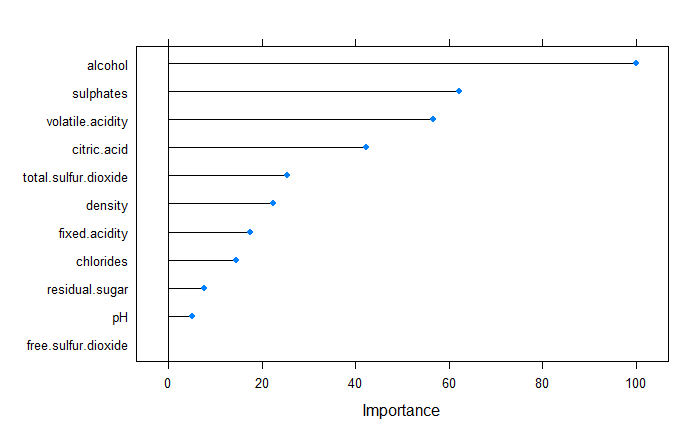 alcohol
sulphates
volatile.acidity
citric.acid
total.sulfur.dioxide
density
fixed.acidity
chlorides
residual.sugar
pH
free.sulfur.dioxide
0 20 40 60 80 100
Importance